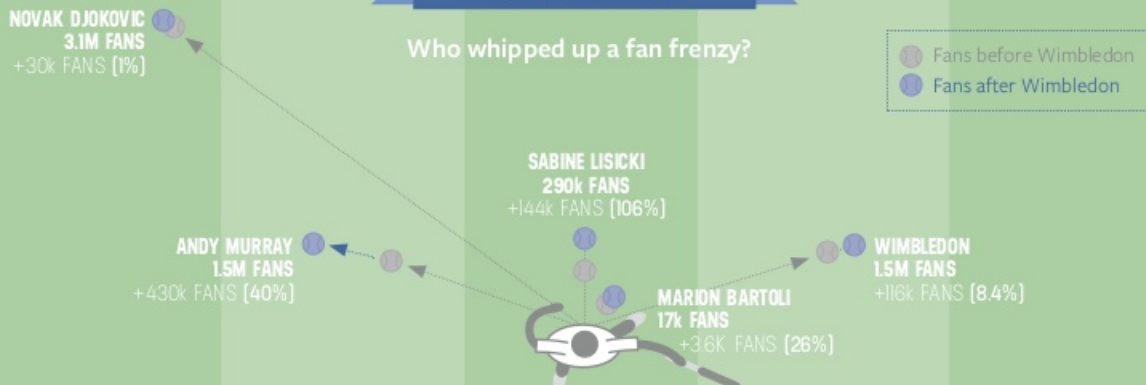 Who whipped up a fan frenzy?
Fans before Wimbledon
Fans after Wimbledon
NOVAK DJOKOVIC
3.1M FANS
+30k FANS (1%)
SABINE LISICKI
290k FANS
+144k FANS (106%)
ANDY MURRAY
1.5M FANS
+430k FANS (40%)
WIMBLEDON
1.5M FANS
+116k FANS (8.4%)
MARION BARTOLI
17k FANS
+3.6K FANS (26%)